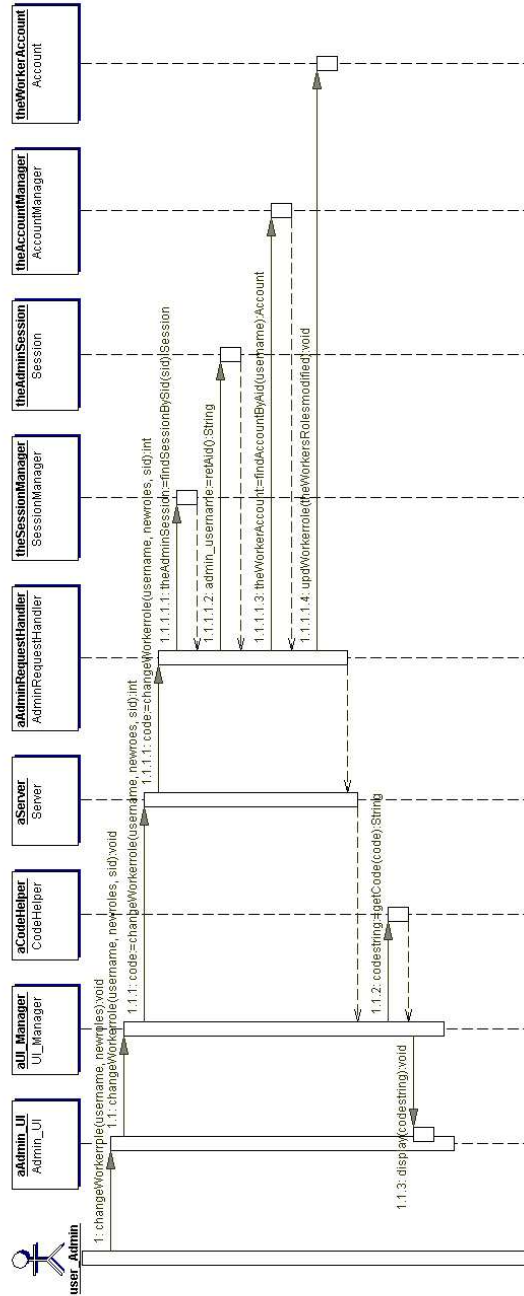 user_Admin
aAdmin_UI
Admin_UI
aUI_Manager
UI_Manager
aCodeHelper
CodeHelper
aServer
Server
aAdminRequestHandler
AdminRequestHandler
theSessionManager
SessionManager
theAdminSession
Session
theAccountManager
AccountManager
theWorkerAccount
Account
1: changeWorkerrple(username, newroles):void
1.1: changeWorkerrole(username, newroles, sid):void
1.1.1: code:=changeWorkerrole(username, newroes, sid):int
1.1.1.1: code:=changeWorkerrole(username, newroles, sid):int
1.1.1.1.1: theAdminSession:=findSessionBySid(sid):Session
1.1.1.1.2: admin_username:=retAid():String
1.1.1.1.3: theWorkerAccount:=findAccountByAid(username):Account
1.1.1.1.4: updWorkerrole(theWorkersRolesmodified):void
1.1.2: codestring:=getCode(code):String
1.1.3: display(codestring):void